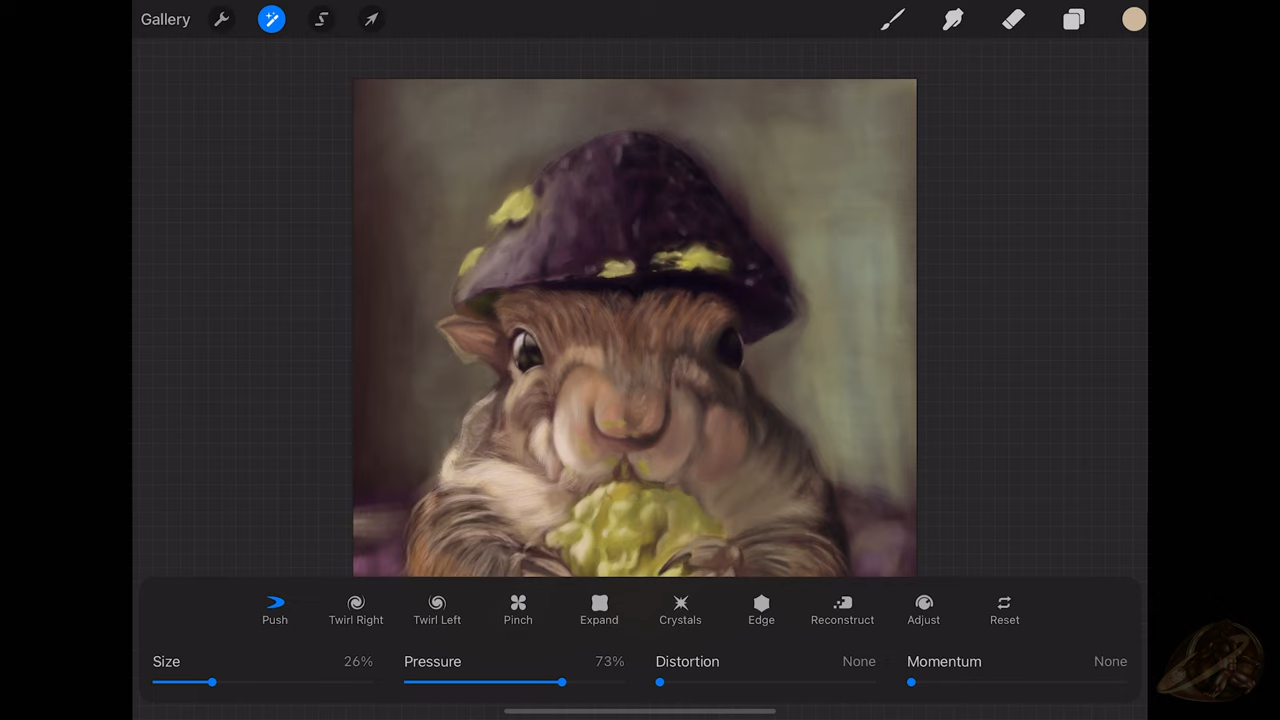 Gallery
Push Twirl Right Twirl Left Pinch Expand Crystals Edge Reconstruct Adjust Reset
Size 26% Pressure 73% Distortion None Momentum None